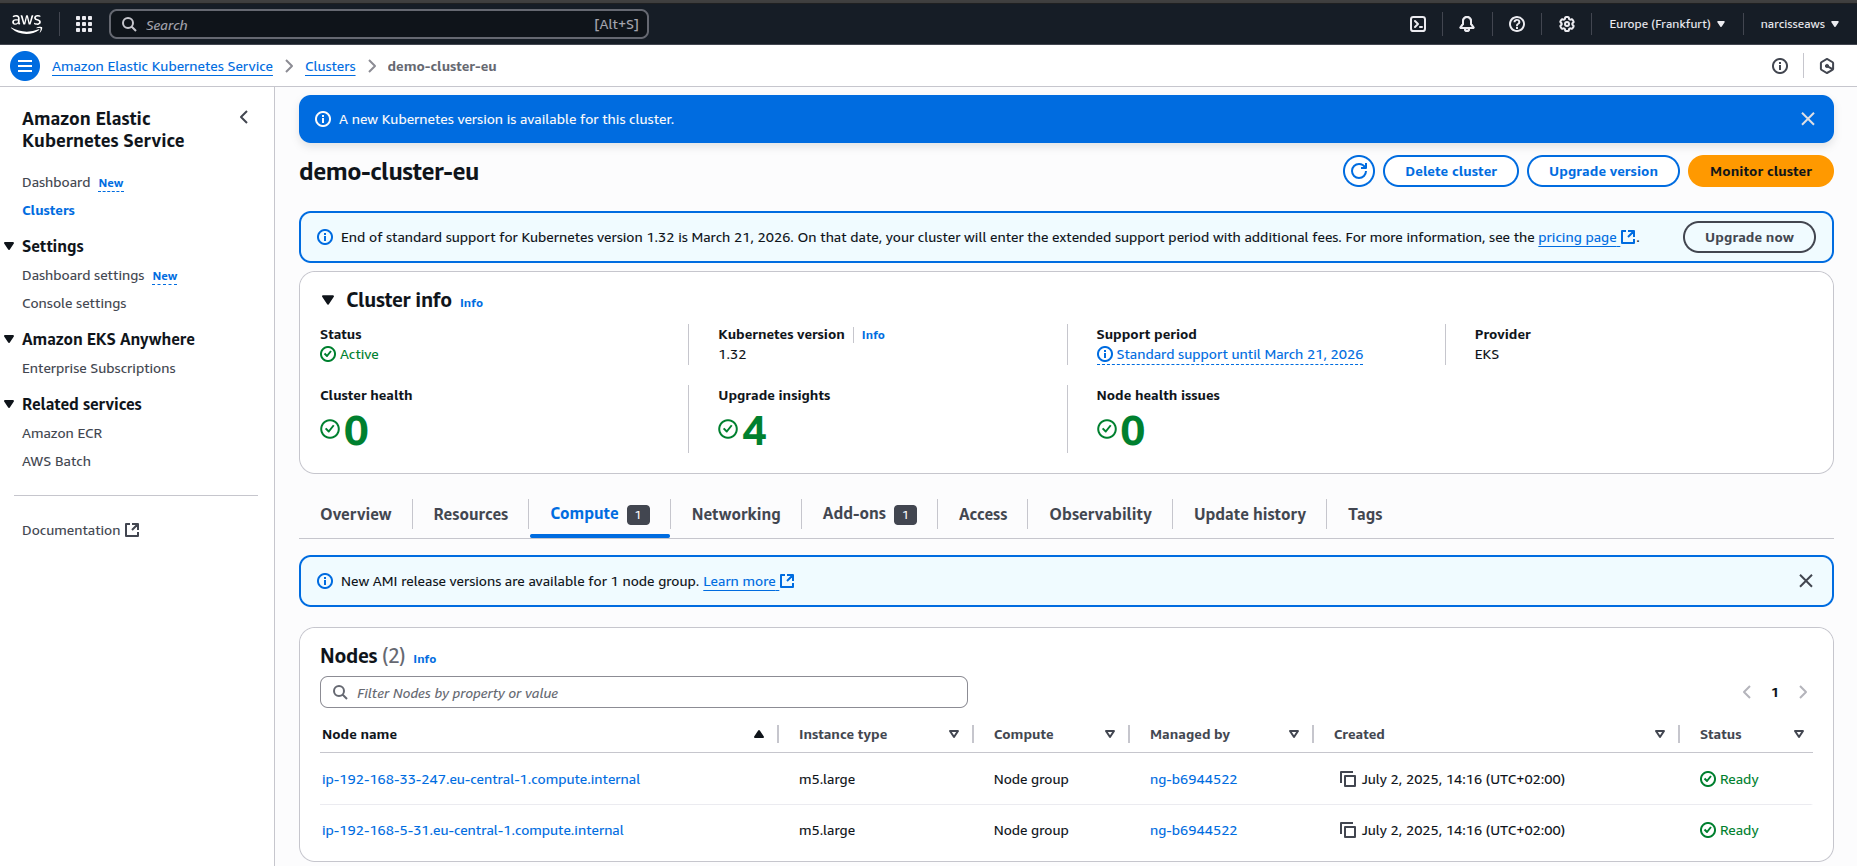 aws
Search [Alt+S]
Europe (Frankfurt) narcisseaws
Amazon Elastic Kubernetes Service Clusters demo-cluster-eu
Amazon Elastic
Kubernetes Service
Dashboard New
Clusters
Settings
Dashboard settings New
Console settings
Amazon EKS Anywhere
Enterprise Subscriptions
Related services
Amazon ECR
AWS Batch
Documentation
A new Kubernetes version is available for this cluster.
demo-cluster-eu
Delete cluster Upgrade version Monitor cluster
End of standard support for Kubernetes version 1.32 is March 21, 2026. On that date, your cluster will enter the extended support period with additional fees. For more information, see the pricing page. Upgrade now
Cluster info Info
Status Kubernetes version Info Support period Provider
Active 1.32 Standard support until March 21, 2026 EKS
Cluster health Upgrade insights Node health issues
0 4 0
Overview Resources Compute 1 Networking Add-ons 1 Access Observability Update history Tags
New AMI release versions are available for 1 node group. Learn more
Nodes (2) Info
Filter Nodes by property or value 1
Node name Instance type Compute Managed by Created Status
ip-192-168-33-247.eu-central-1.compute.internal m5.large Node group ng-b6944522 July 2, 2025, 14:16 (UTC+02:00) Ready
ip-192-168-5-31.eu-central-1.compute.internal m5.large Node group ng-b6944522 July 2, 2025, 14:16 (UTC+02:00) Ready